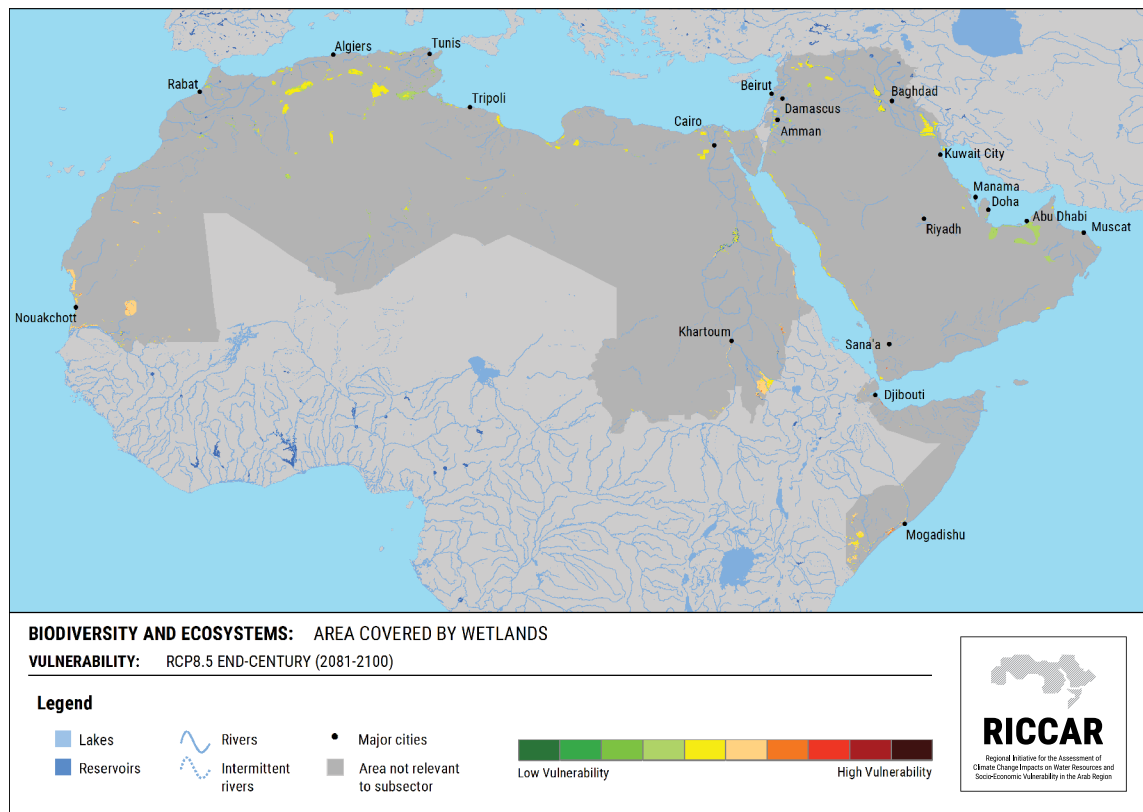 Algiers
Tunis
Rabat
Tripoli
Beirut
Baghdad
Damascus
Cairo
Amman
Kuwait City
Manama
Doha
Abu Dhabi
Riyadh
Muscat
Nouakchott
Khartoum
Sana'a
Djibouti
Mogadishu
BIODIVERSITY AND ECOSYSTEMS: AREA COVERED BY WETLANDS
VULNERABILITY: RCP8.5 END-CENTURY (2081-2100)
Legend
Lakes
Reservoirs
Rivers
Intermittent
rivers
Major cities
Area not relevant
to subsector
Low Vulnerability
High Vulnerability
RICCAR
Regional Initiative for the Assessment of
Climate Change Impacts on Water Resources and
Socio-Economic Vulnerability in the Arab Region